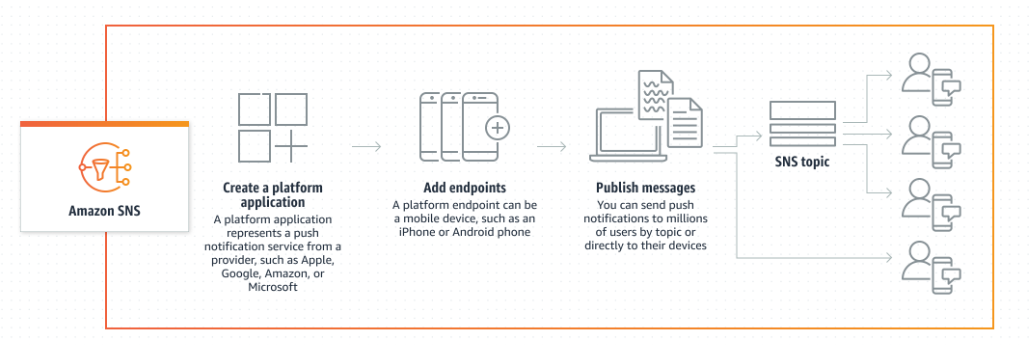 Amazon SNS
Create a platform
application
A platform application
represents a push
notification service from a
provider, such as Apple,
Google, Amazon, or
Microsoft
Add endpoints
A platform endpoint can be
a mobile device, such as an
iPhone or Android phone
Publish messages
You can send push
notifications to millions
of users by topic or
directly to their devices
SNS topic